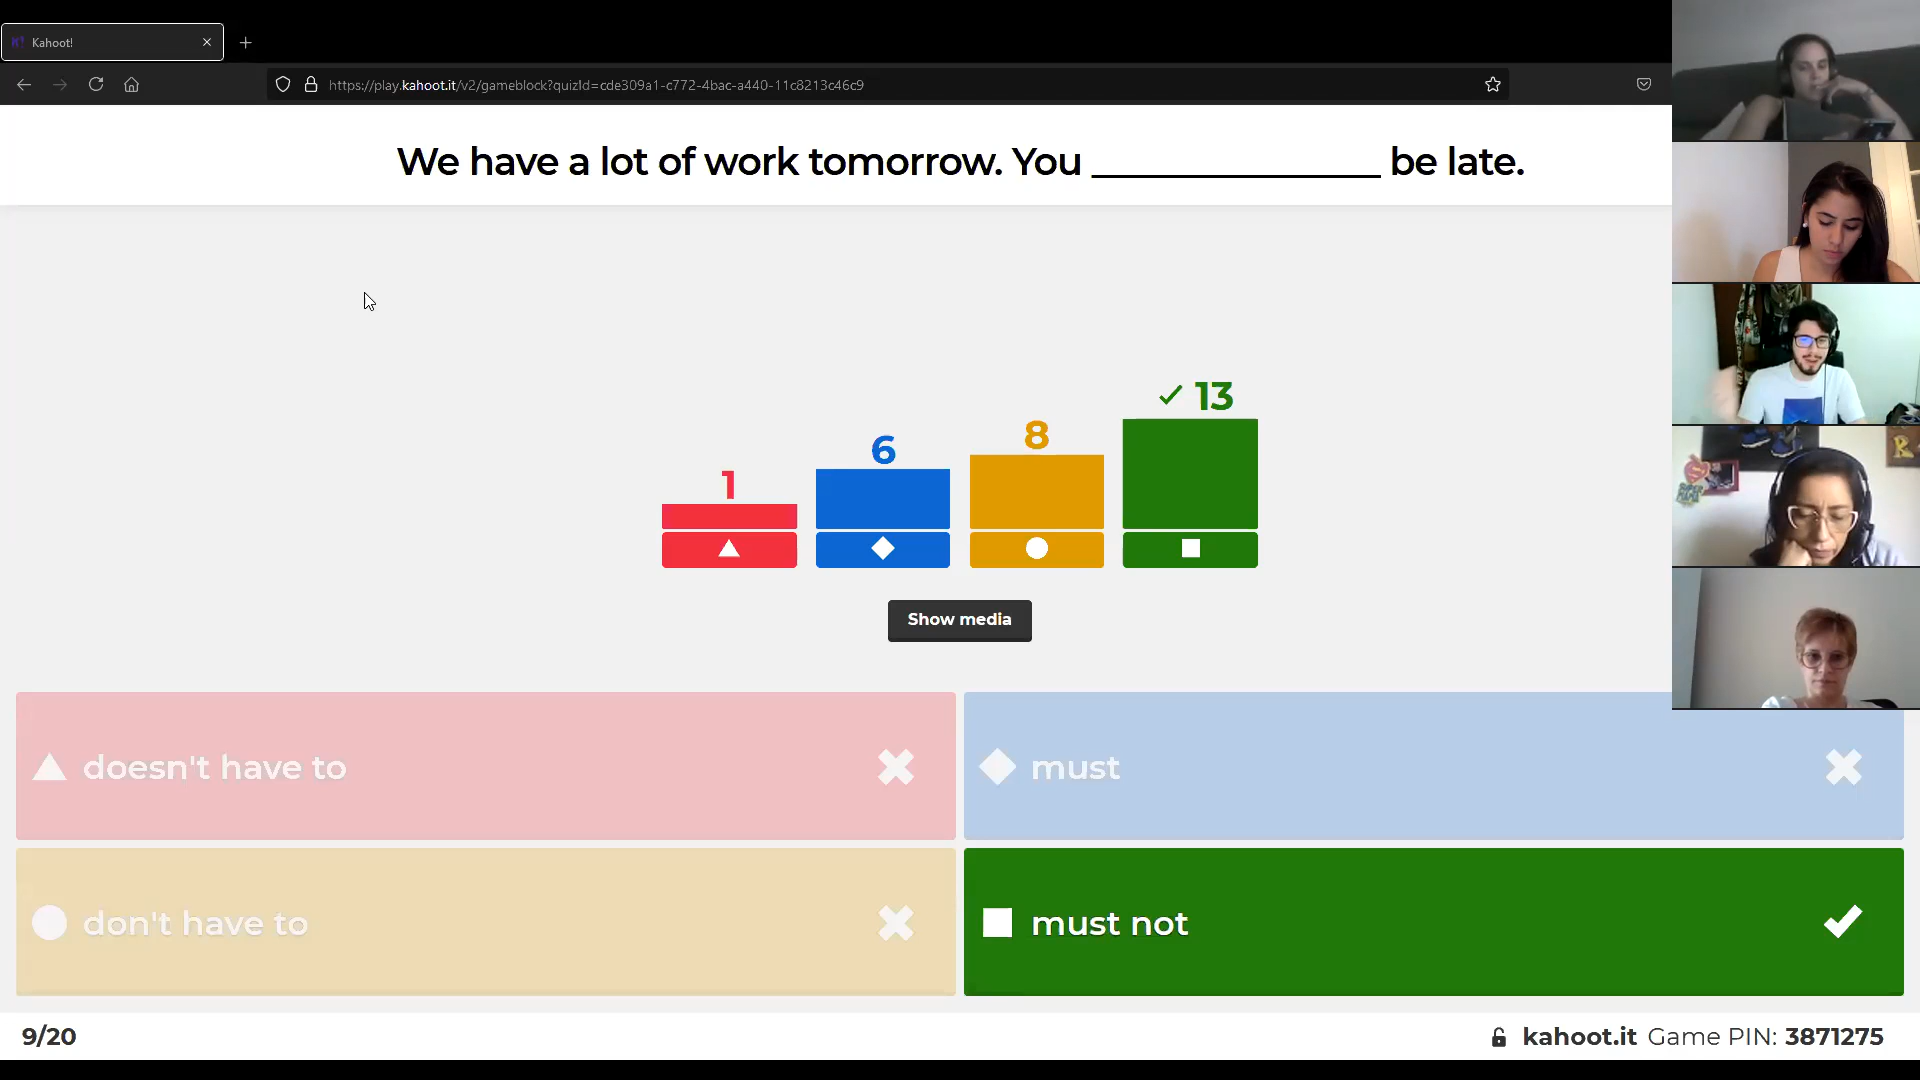 Kahoot!
https://play.kahoot.it/v2/gameblock?quizId=cde309a1-c772-4bac-a440-11c8213c46c9
We have a lot of work tomorrow. You ______________ be late.
1
6
8
13
Show media
doesn't have to
must
don't have to
must not
9/20
kahoot.it Game PIN: 3871275